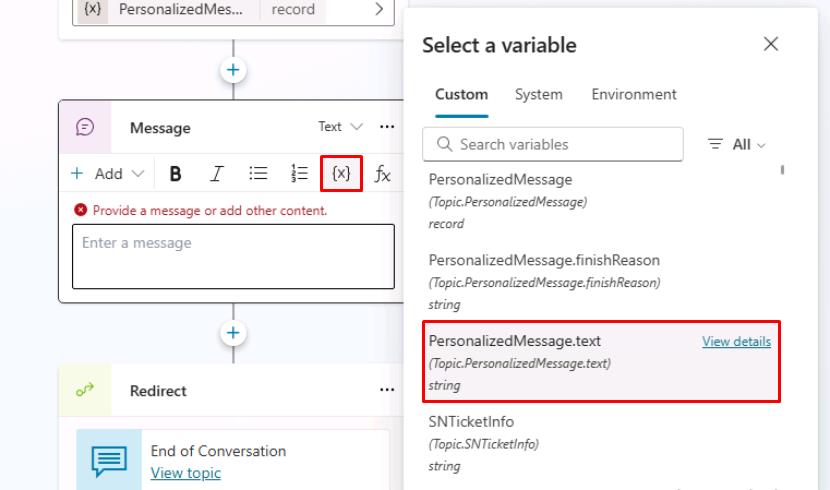 {x} PersonalizedMes... record
Message Text
Add B I {x} fx
Provide a message or add other content.
Enter a message
Redirect
End of Conversation
View topic
Select a variable
Custom System Environment
Search variables All
PersonalizedMessage
(Topic.PersonalizedMessage)
record
PersonalizedMessage.finishReason
(Topic.PersonalizedMessage.finishReason)
string
PersonalizedMessage.text View details
(Topic.PersonalizedMessage.text)
string
SNTicketInfo
(Topic.SNTicketInfo)
string